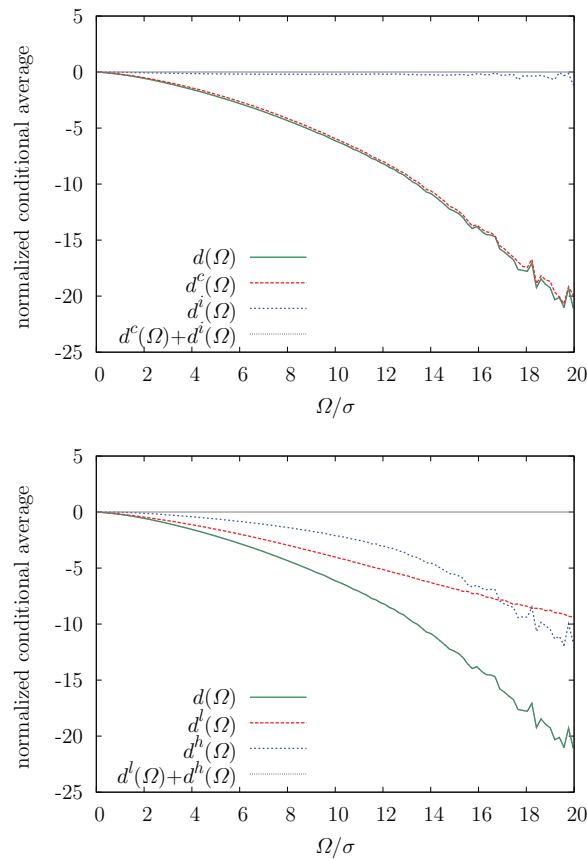 5
0
-5
-10
-15
-20
-25
normalized conditional average
d(Ω)
d^c(Ω)
d^i(Ω)
d^c(Ω)+d^i(Ω)
0 2 4 6 8 10 12 14 16 18 20
Ω/σ
5
0
-5
-10
-15
-20
-25
normalized conditional average
d(Ω)
d^l(Ω)
d^h(Ω)
d^l(Ω)+d^h(Ω)
0 2 4 6 8 10 12 14 16 18 20
Ω/σ